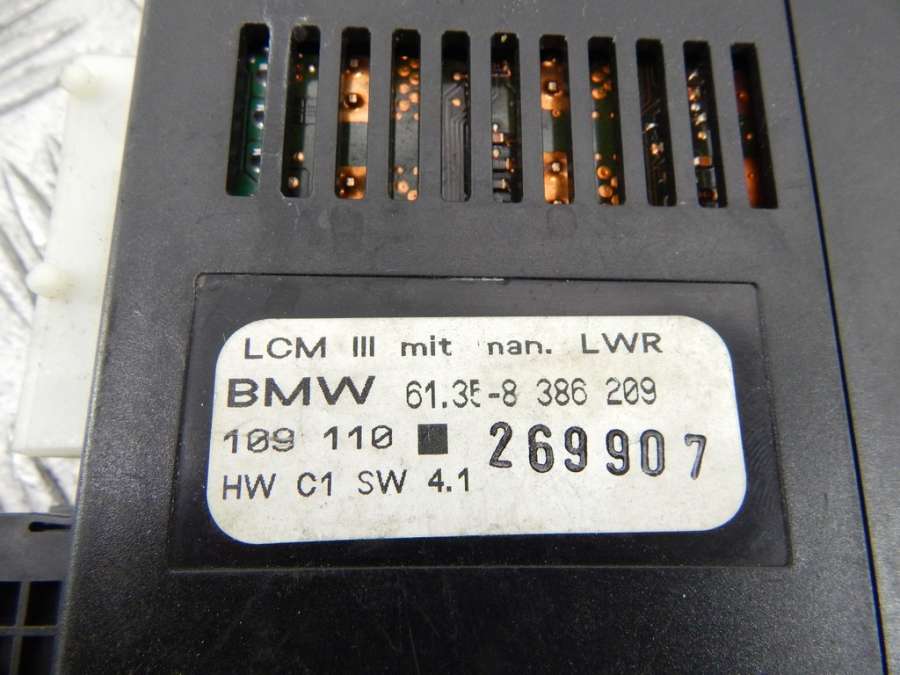 LCM III mit nan. LWR
BMW 61.35-8 386 209
109 110 269907
HW C1 SW 4.1